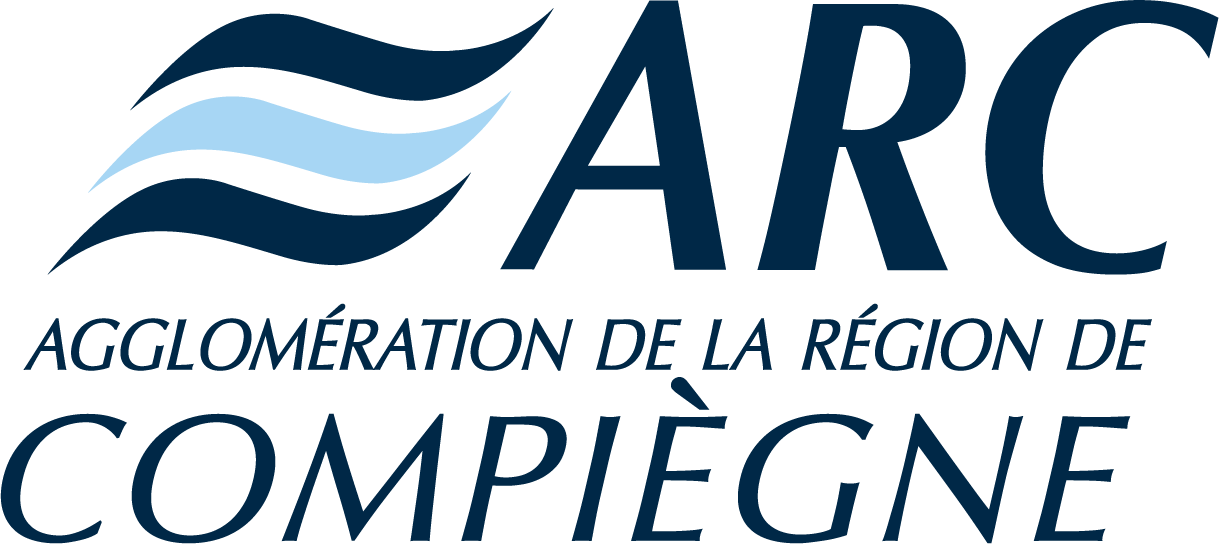 ARC
AGGLOMÉRATION DE LA RÉGION DE
COMPIÈGNE